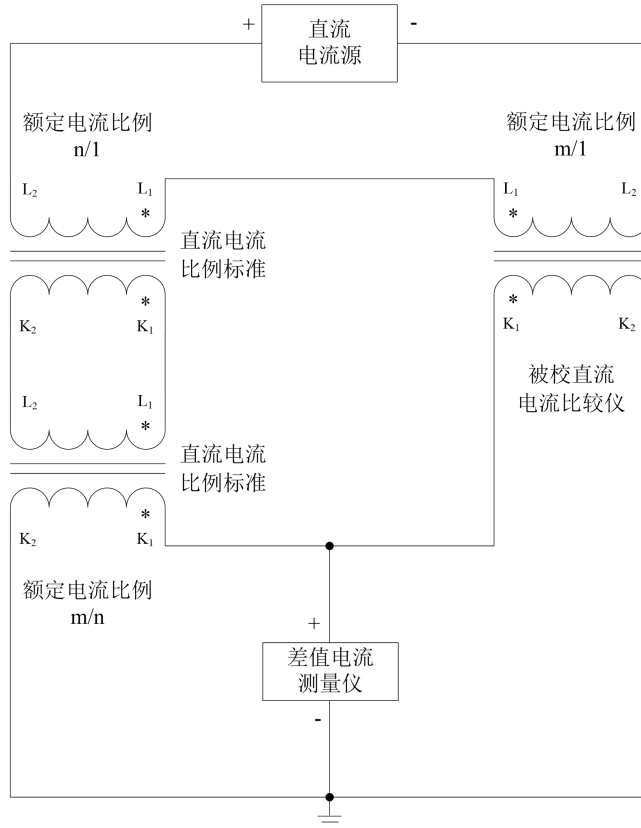 +
直流
电流源
-
额定电流比例
n/1
额定电流比例
m/1
L₂
L₁
*
L₁
*
L₂
直流电流
比例标准
*
K₂
K₁
*
K₁
K₂
被校直流
电流比较仪
L₂
L₁
*
直流电流
比例标准
*
K₂
K₁
额定电流比例
m/n
+
差值电流
测量仪
-